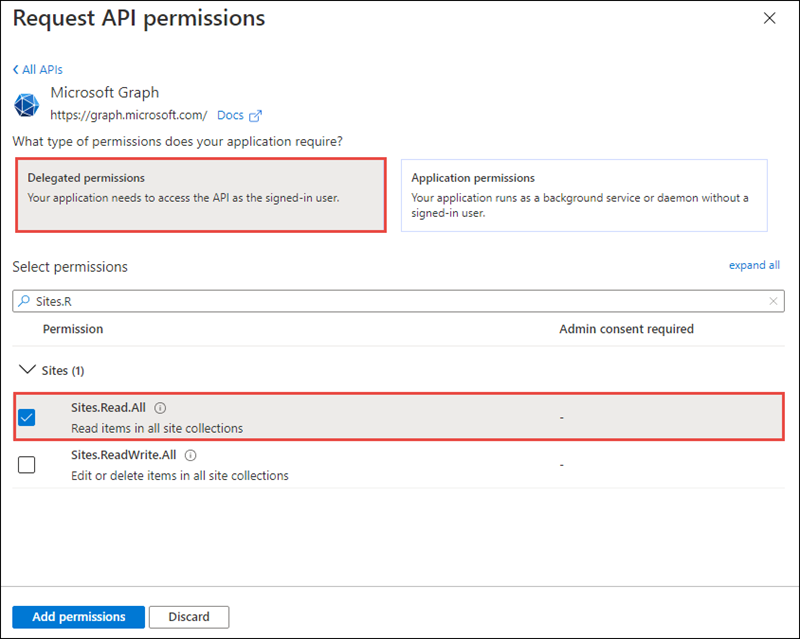 Request API permissions
All APIs
Microsoft Graph
https://graph.microsoft.com/ Docs
What type of permissions does your application require?
Delegated permissions
Your application needs to access the API as the signed-in user.
Application permissions
Your application runs as a background service or daemon without a
signed-in user.
Select permissions
expand all
Sites.R
Permission
Admin consent required
Sites (1)
Sites.Read.All
Read items in all site collections
-
Sites.ReadWrite.All
Edit or delete items in all site collections
-
Add permissions
Discard